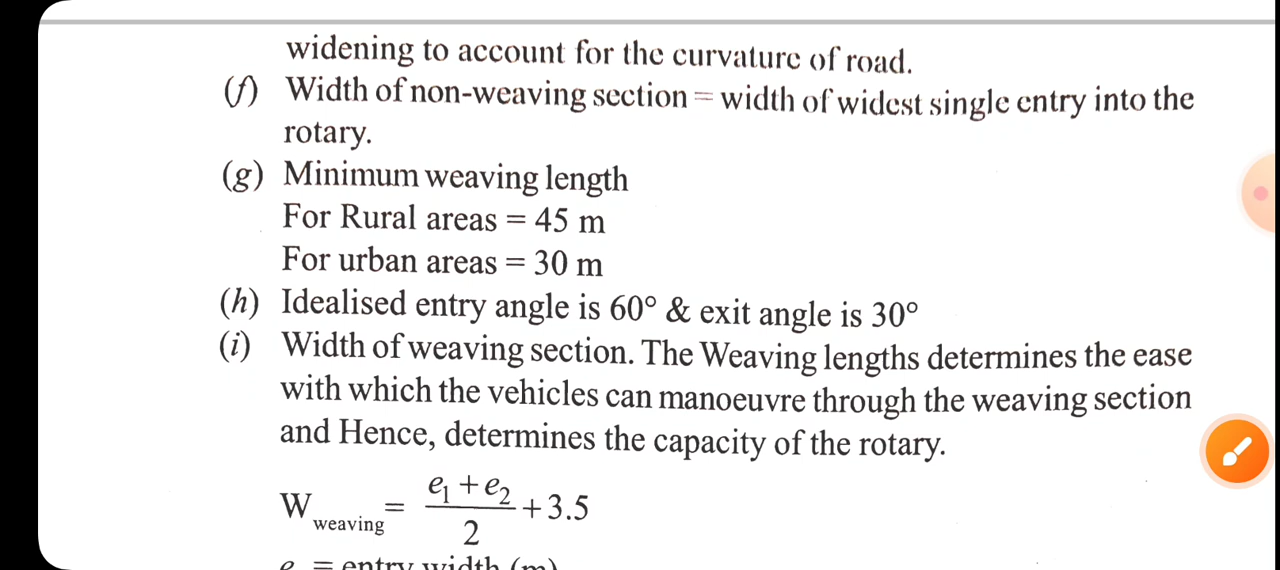 widening to account for the curvature of road.
(f) Width of non-weaving section = width of widest single entry into the
rotary.
(g) Minimum weaving length
For Rural areas = 45 m
For urban areas = 30 m
(h) Idealised entry angle is 60° & exit angle is 30°
(i) Width of weaving section. The Weaving lengths determines the ease
with which the vehicles can manoeuvre through the weaving section
and Hence, determines the capacity of the rotary.
W weaving = (e₁ + e₂)/2 + 3.5
= entry width (m)